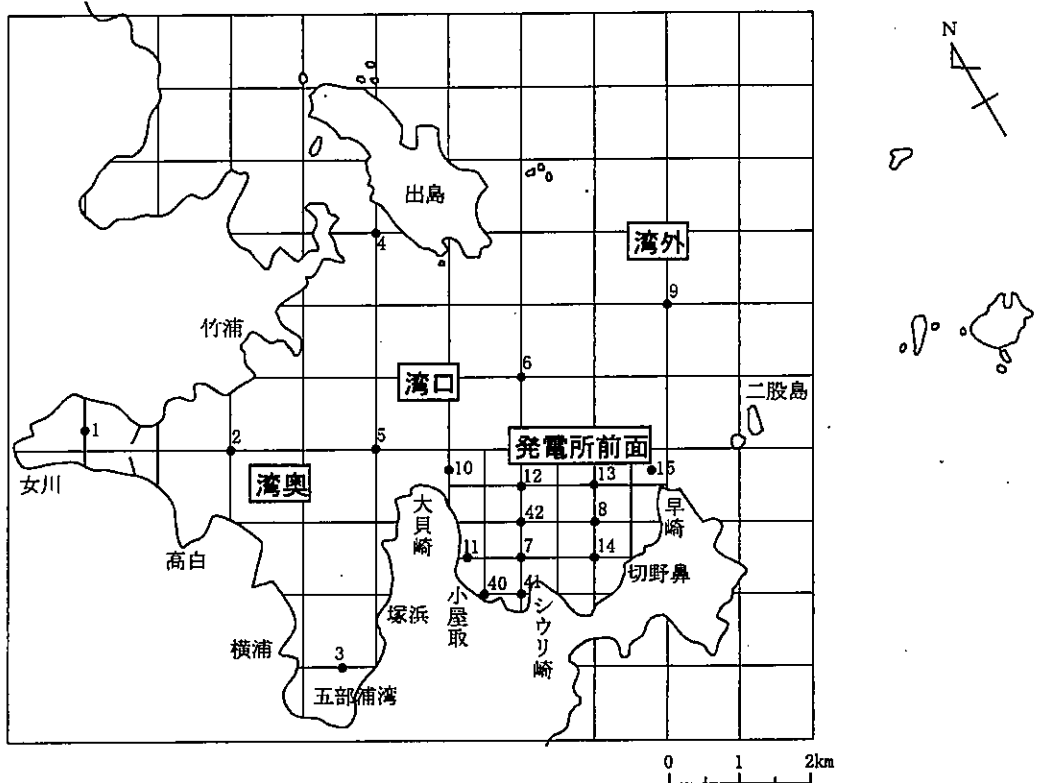 N
出島
4
湾外
9
竹浦
6
湾口
二股島
1
2
5
発電所前面
女川
湾奥
10
12
13
15
大貝崎
早崎
42
8
高白
11
7
14
切野鼻
40
41
小屋取
シウリ崎
塚浜
横浦
3
五部浦湾
0 1 2km